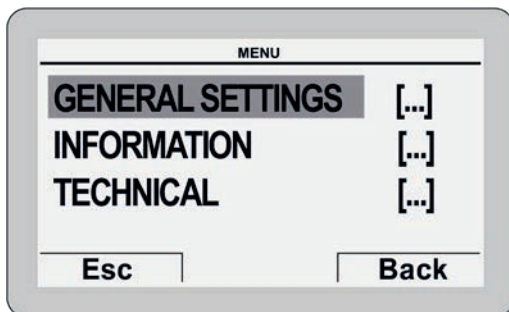 MENU
GENERAL SETTINGS [...]
INFORMATION [...]
TECHNICAL [...]
Esc Back